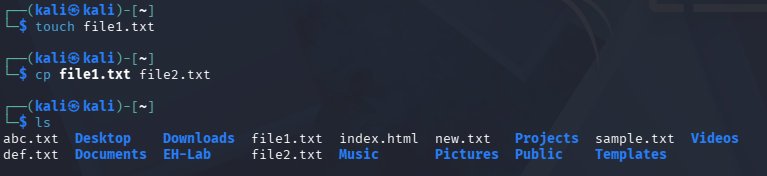 ┌──(kali㉿kali)-[~]
└─$ touch file1.txt
┌──(kali㉿kali)-[~]
└─$ cp file1.txt file2.txt
┌──(kali㉿kali)-[~]
└─$ ls
abc.txt Desktop Downloads file1.txt index.html new.txt Projects sample.txt Videos
def.txt Documents EH-Lab file2.txt Music Pictures Public Templates